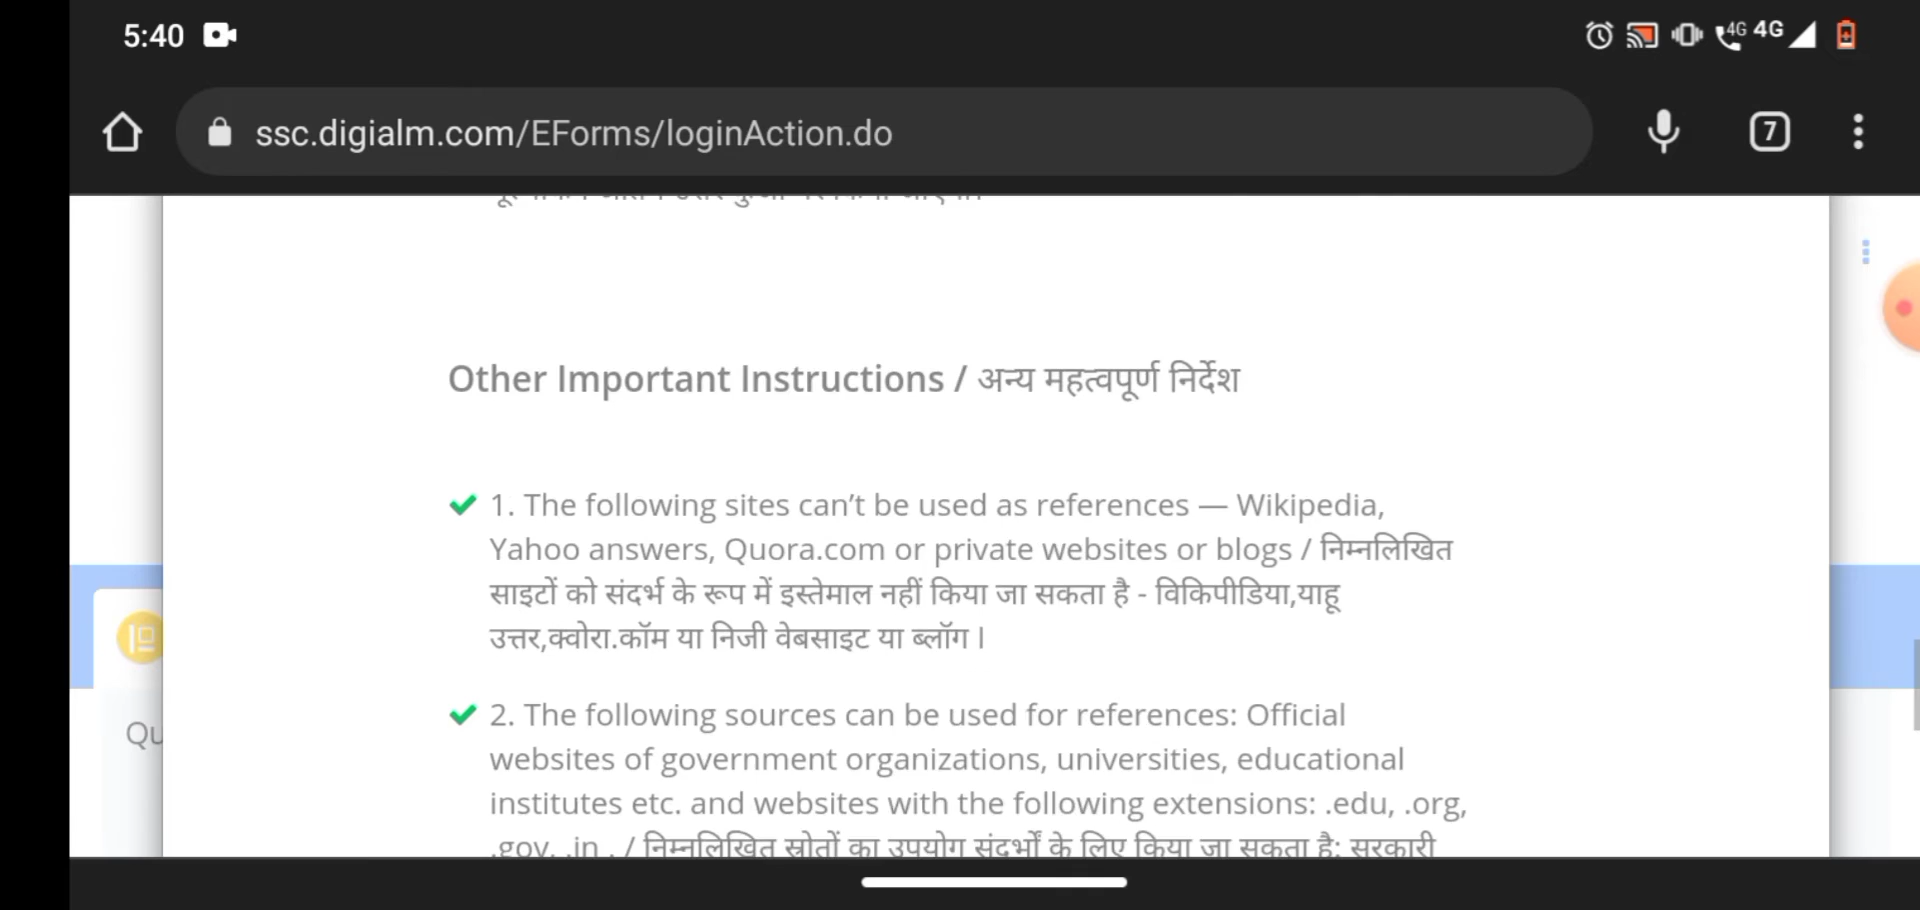 5:40
4G 4G
ssc.digialm.com/EForms/loginAction.do
7
Other Important Instructions / अन्य महत्वपूर्ण निर्देश
1. The following sites can’t be used as references — Wikipedia,
Yahoo answers, Quora.com or private websites or blogs / निम्नलिखित
साइटों को संदर्भ के रूप में इस्तेमाल नहीं किया जा सकता है - विकिपीडिया,याहू
उत्तर,क्वोरा.कॉम या निजी वेबसाइट या ब्लॉग ।
2. The following sources can be used for references: Official
websites of government organizations, universities, educational
Qu
institutes etc. and websites with the following extensions: .edu, .org,
.gov, .in . / निम्नलिखित स्रोतों का उपयोग संदर्भों के लिए किया जा सकता है: सरकारी